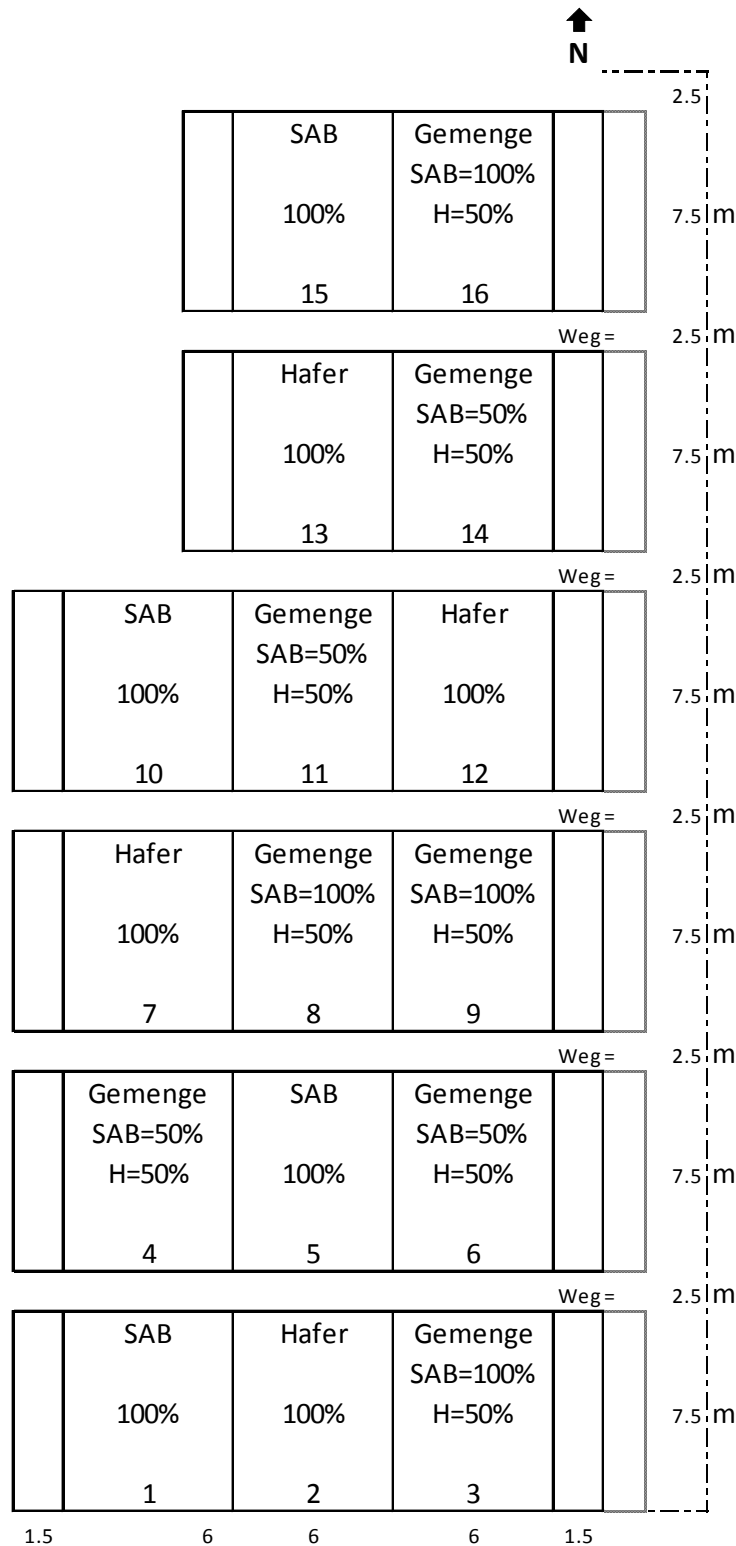 N
2.5
SAB Gemenge
SAB=100%
100% H=50% 7.5 m
15 16
Weg = 2.5 m
Hafer Gemenge
SAB=50%
100% H=50% 7.5 m
13 14
Weg = 2.5 m
SAB Gemenge Hafer
SAB=50%
100% H=50% 100% 7.5 m
10 11 12
Weg = 2.5 m
Hafer Gemenge Gemenge
SAB=100% SAB=100%
100% H=50% H=50% 7.5 m
7 8 9
Weg = 2.5 m
Gemenge SAB Gemenge
SAB=50% SAB=50%
H=50% 100% H=50% 7.5 m
4 5 6
Weg = 2.5 m
SAB Hafer Gemenge
SAB=100%
100% 100% H=50% 7.5 m
1 2 3
1.5 6 6 6 1.5